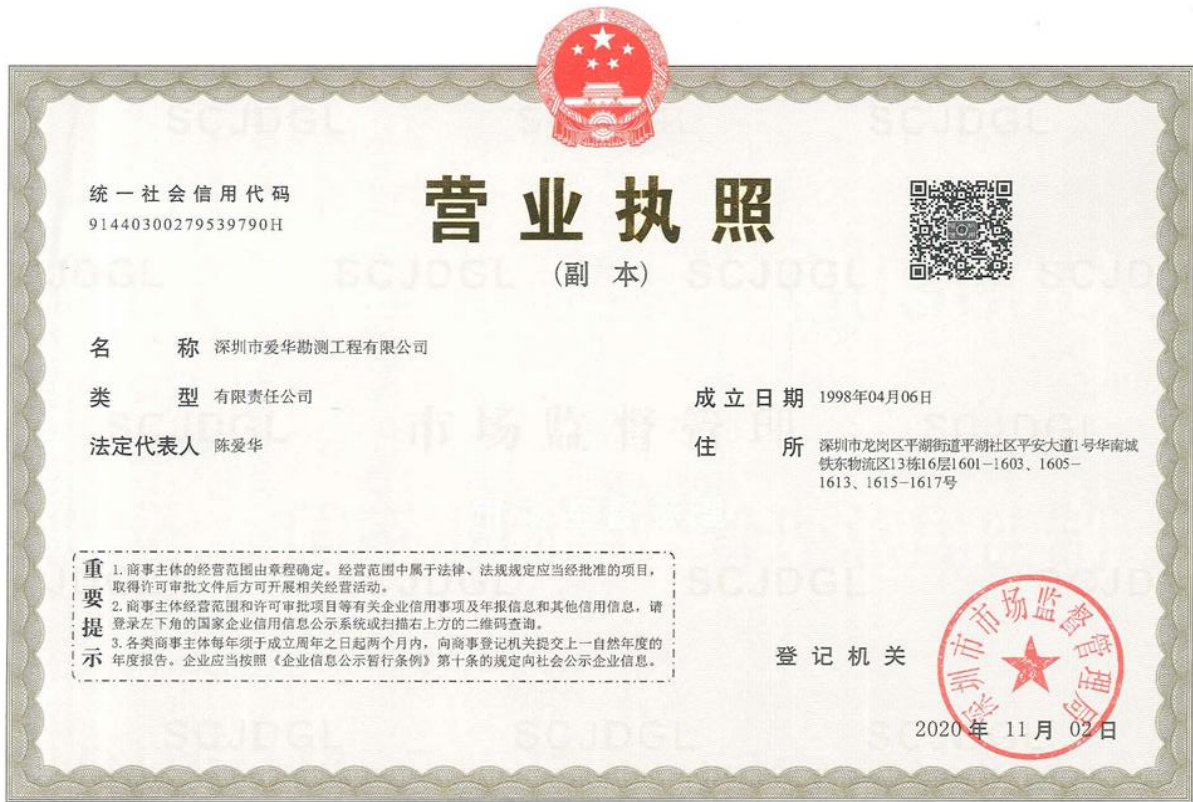 统一社会信用代码
91440300279539790H
营业执照
(副 本)
名 称 深圳市爱华勘测工程有限公司
类 型 有限责任公司
成立日期 1998年04月06日
法定代表人 陈爱华
住 所 深圳市龙岗区平湖街道平湖社区平安大道1号华南城
铁东物流区13栋16层1601-1603、1605-
1613、1615-1617号
重要提示
1. 商事主体的经营范围由章程确定。经营范围中属于法律、法规规定应当经批准的项目，
取得许可审批文件后方可开展相关经营活动。
2. 商事主体经营范围和许可审批项目等有关企业信用事项及年报信息和其他信用信息，请
登录左下角的国家企业信用信息公示系统或扫描右上方的二维码查询。
3. 各类商事主体每年须于成立周年之日起两个月内，向商事登记机关提交上一自然年度的
年度报告。企业应当按照《企业信息公示暂行条例》第十条的规定向社会公示企业信息。
登记机关
深圳市市场监督管理局
2020年 11月 02日
SCJDGL
市场监督管理